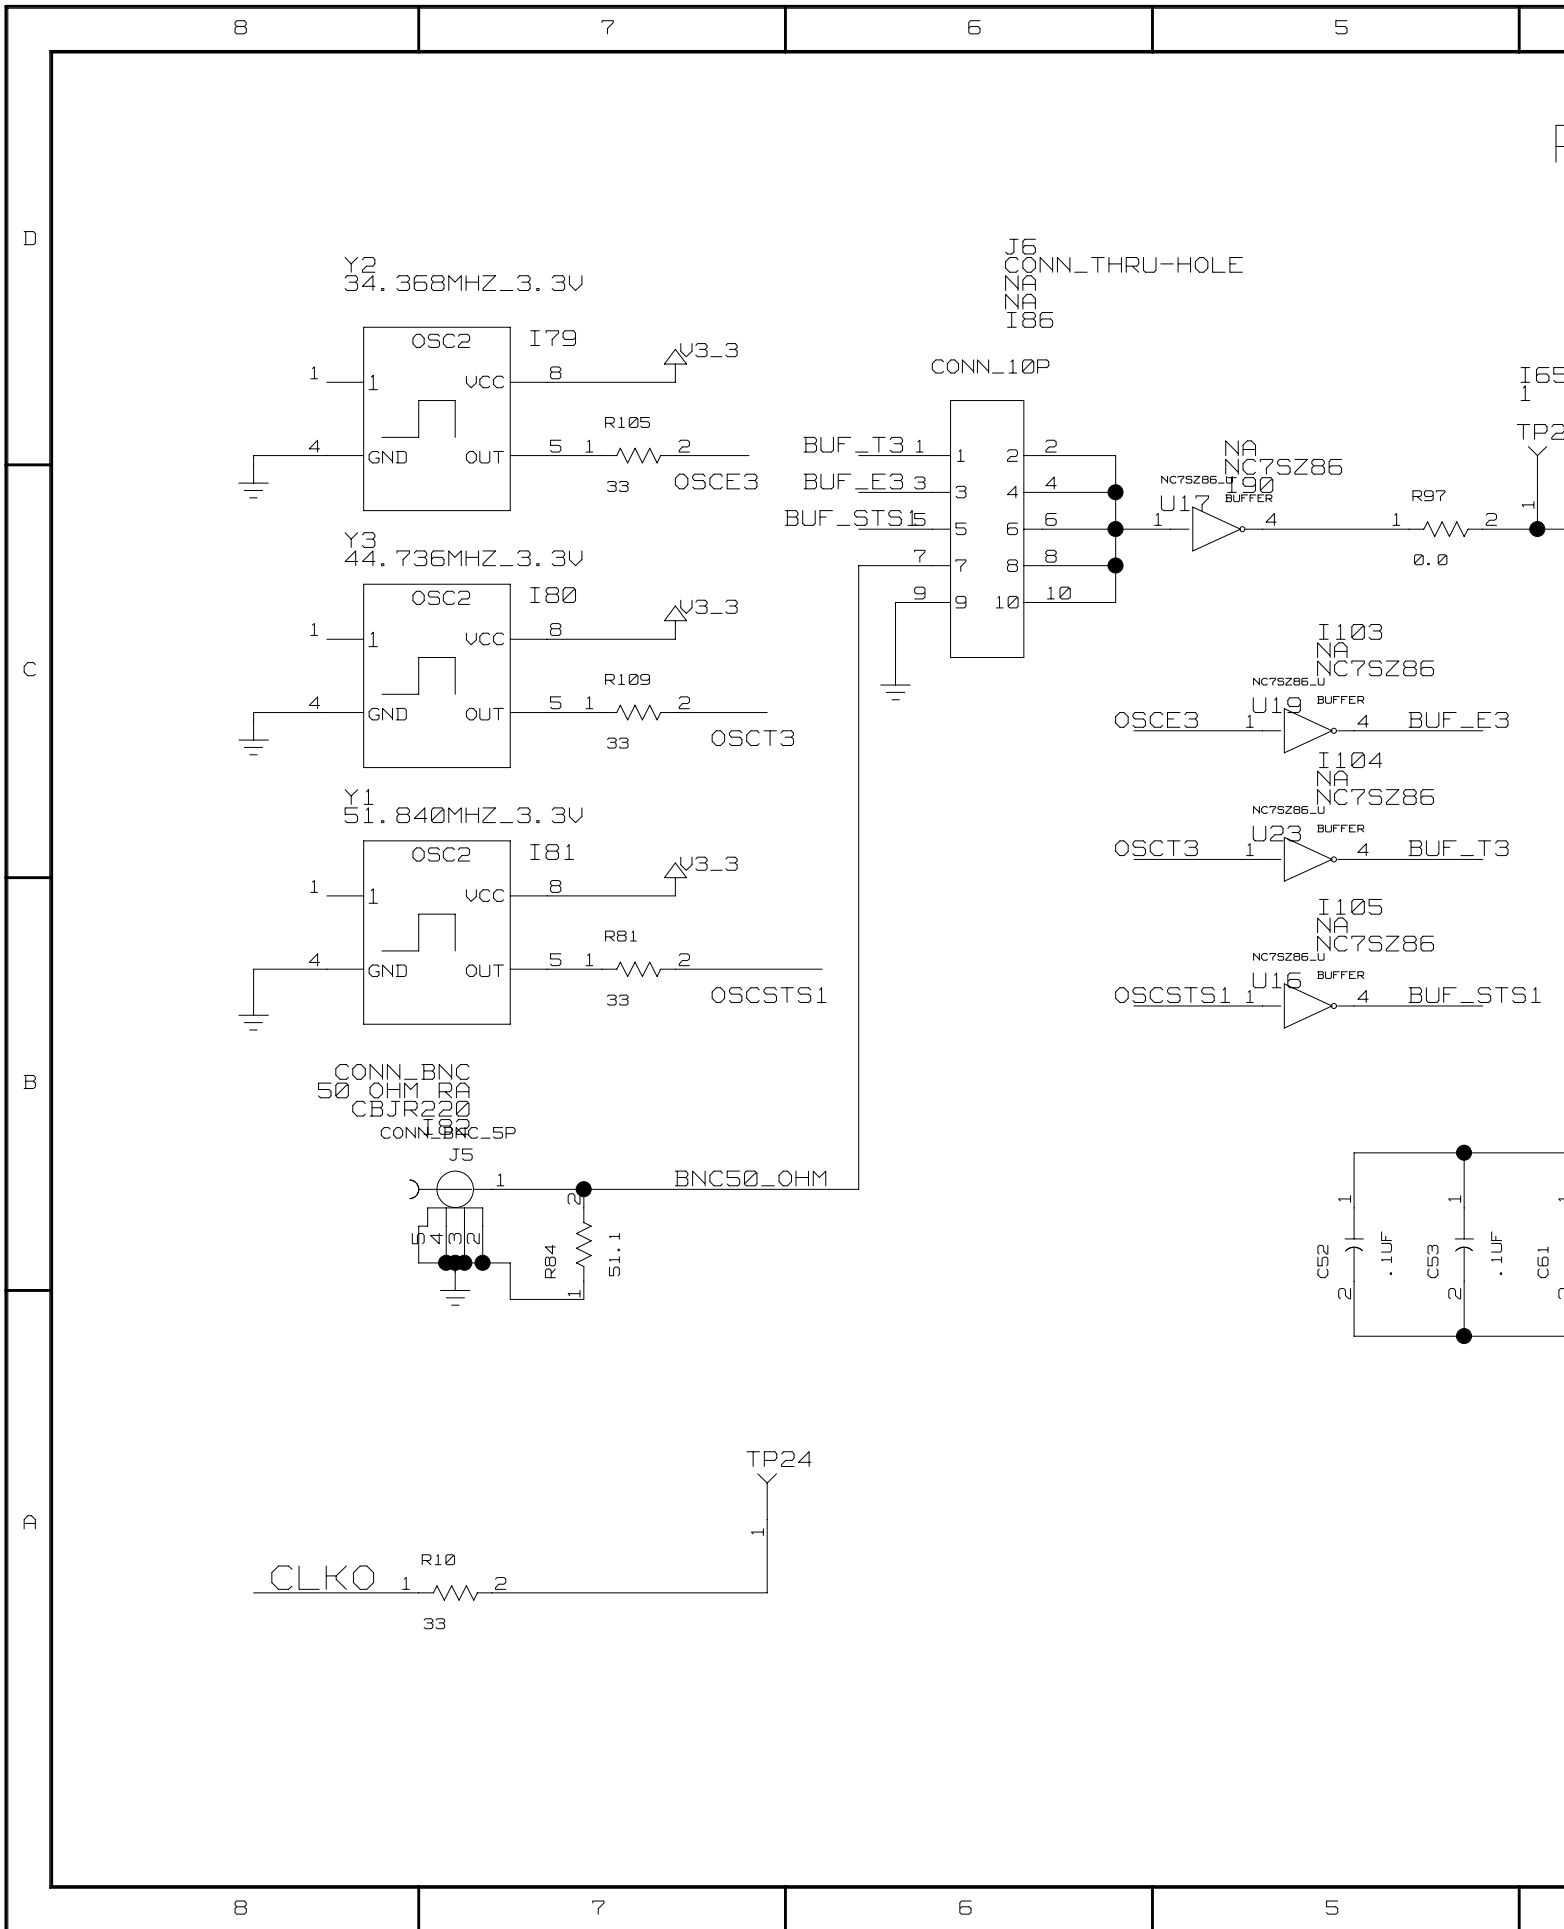 8 7 6 5
D
C
B
A
Y2
34.368MHZ_3.3V
OSC2
I79
V3_3
1 1 VCC 8
R105
4 GND OUT 5 1 2
33 OSCE3
Y3
44.736MHZ_3.3V
OSC2
I80
V3_3
1 1 VCC 8
R109
4 GND OUT 5 1 2
33 OSCT3
Y1
51.840MHZ_3.3V
OSC2
I81
V3_3
1 1 VCC 8
R81
4 GND OUT 5 1 2
33 OSCSTS1
CONN_BNC
50 OHM RA
CBJR220
I82
CONN_BNC_5P
J5
1
BNC50_OHM
5 4 3 2
2
R84
51.1
1
TP24
1
CLKO
R10
1 2
33
J6
CONN_THRU-HOLE
NA
NA
I86
CONN_10P
BUF_T3 1 1 2 2
BUF_E3 3 3 4 4
BUF_STS1 5 5 6 6
7 7 8 8
9 9 10 10
NA
NC7SZ86
I90
NC7SZ86_U
BUFFER
U17
1 4
R97
1 2
0.0
I65
1
TP2
1
I103
NA
NC7SZ86
NC7SZ86_U
BUFFER
U19
OSCE3 1 4 BUF_E3
I104
NA
NC7SZ86
NC7SZ86_U
BUFFER
U23
OSCT3 1 4 BUF_T3
I105
NA
NC7SZ86
NC7SZ86_U
BUFFER
U16
OSCSTS1 1 4 BUF_STS1
1 1
C52 .1UF C53 .1UF C61
2 2
8 7 6 5